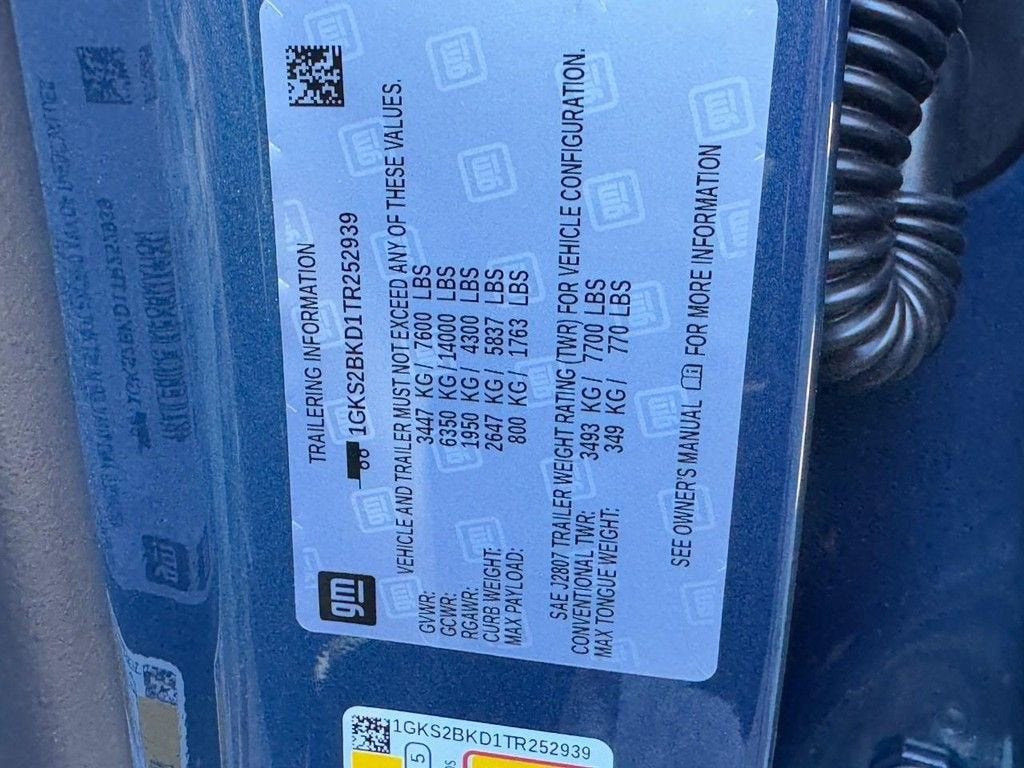 TRAILERING INFORMATION
gm 1GKS2BKD1TR252939
VEHICLE AND TRAILER MUST NOT EXCEED ANY OF THESE VALUES.
GVWR: 3447 KG / 7600 LBS
GCWR: 6350 KG /14000 LBS
RGAWR: 1950 KG / 4300 LBS
CURB WEIGHT: 2647 KG / 5837 LBS
MAX PAYLOAD: 800 KG / 1763 LBS
SAE J2807 TRAILER WEIGHT RATING (TWR) FOR VEHICLE CONFIGURATION.
CONVENTIONAL TWR: 3493 KG / 7700 LBS
MAX TONGUE WEIGHT: 349 KG / 770 LBS
SEE OWNER'S MANUAL FOR MORE INFORMATION
1GKS2BKD1TR252939
5